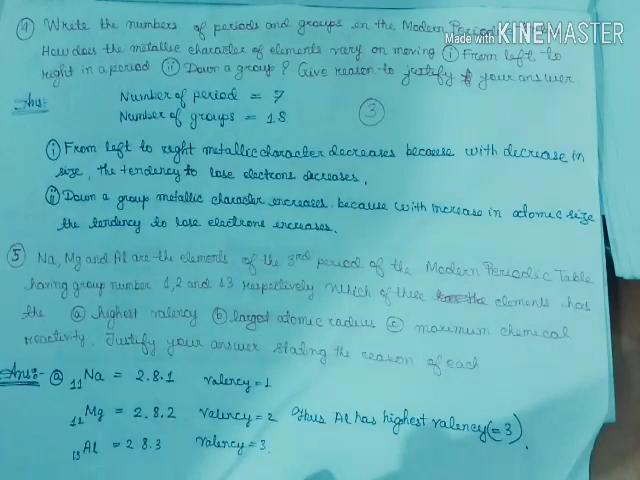 Made with KINEMASTER
④ Write the numbers of periods and groups in the Modern Periodic
How does the metallic character of elements vary on moving ⓘ From left to
right in a period ⓘⓘ Down a group? Give reason to justify your answer
Ans:
Number of period = 7
Number of groups = 18
③
ⓘ From left to right metallic character decreases because with decrease in
size, the tendency to lose electrons decreases.
ⓘⓘ Down a group metallic character increases because with increase in atomic size
the tendency to lose electrons increases.
⑤ Na, Mg and Al are the elements of the 3rd period of the Modern Periodic Table
having group number 1, 2 and 13 respectively which of these elements has
the ⓐ highest valency ⓑ largest atomic radius ⓒ maximum chemical
reactivity. Justify your answer stating the reason of each
Ans:- ⓐ ₁₁Na = 2.8.1 valency = 1
₁₂Mg = 2.8.2 valency = 2 Thus Al has highest valency (= 3).
₁₃Al = 2 8.3 valency = 3.